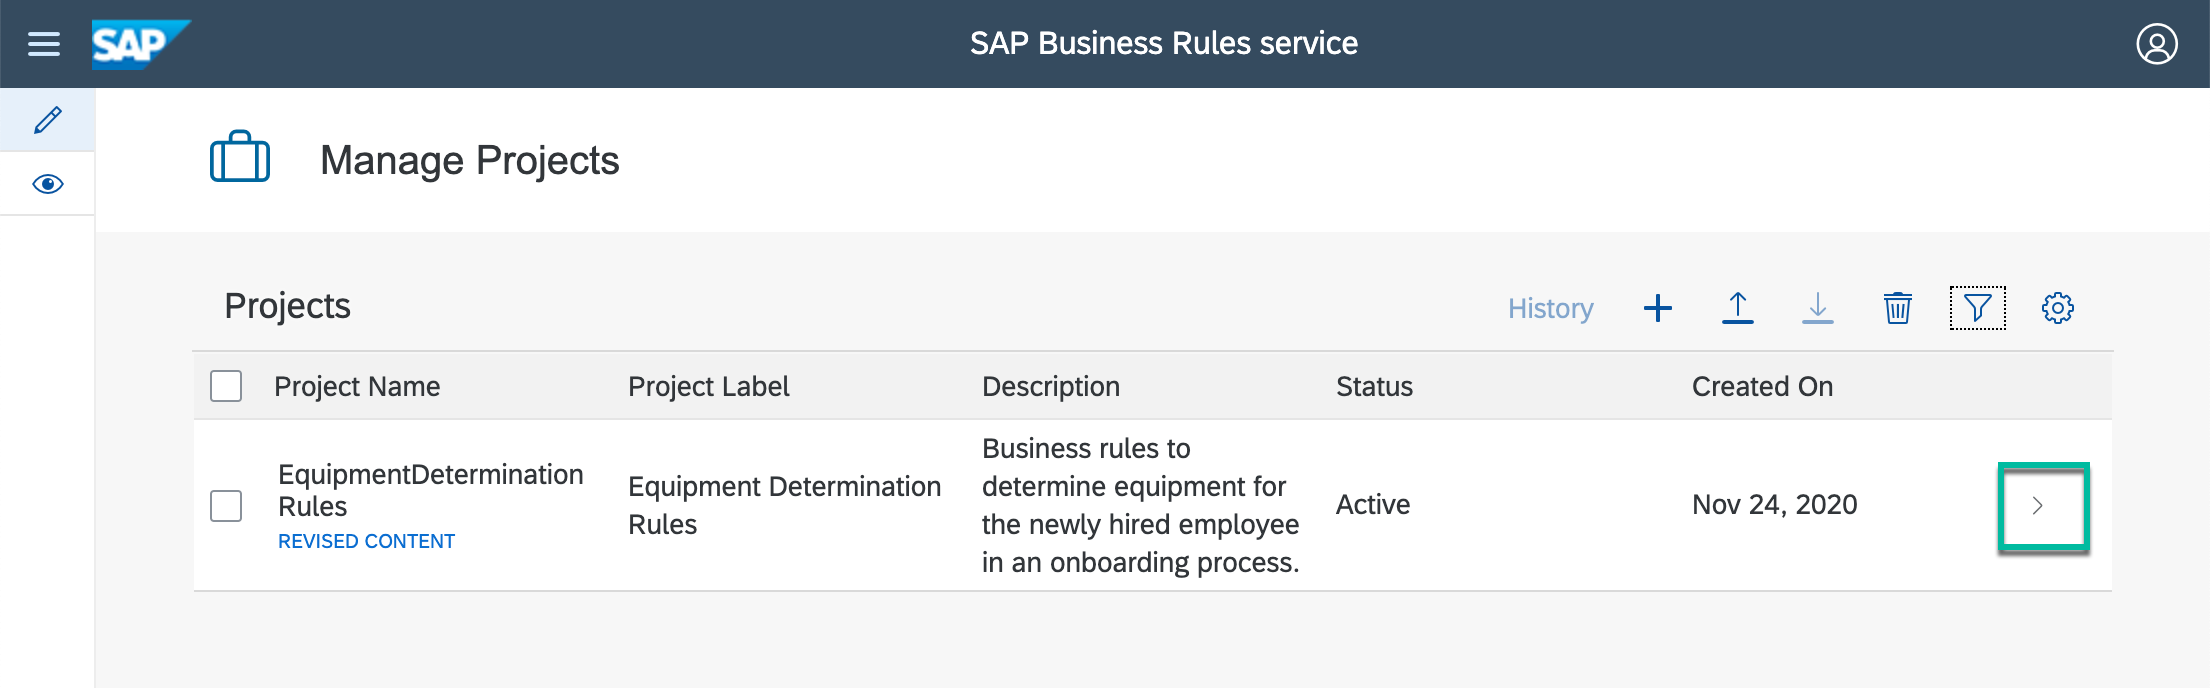 SAP
SAP Business Rules service
Manage Projects
Projects
History
Project Name
Project Label
Description
Status
Created On
EquipmentDetermination
Rules
REVISED CONTENT
Equipment Determination
Rules
Business rules to
determine equipment for
the newly hired employee
in an onboarding process.
Active
Nov 24, 2020